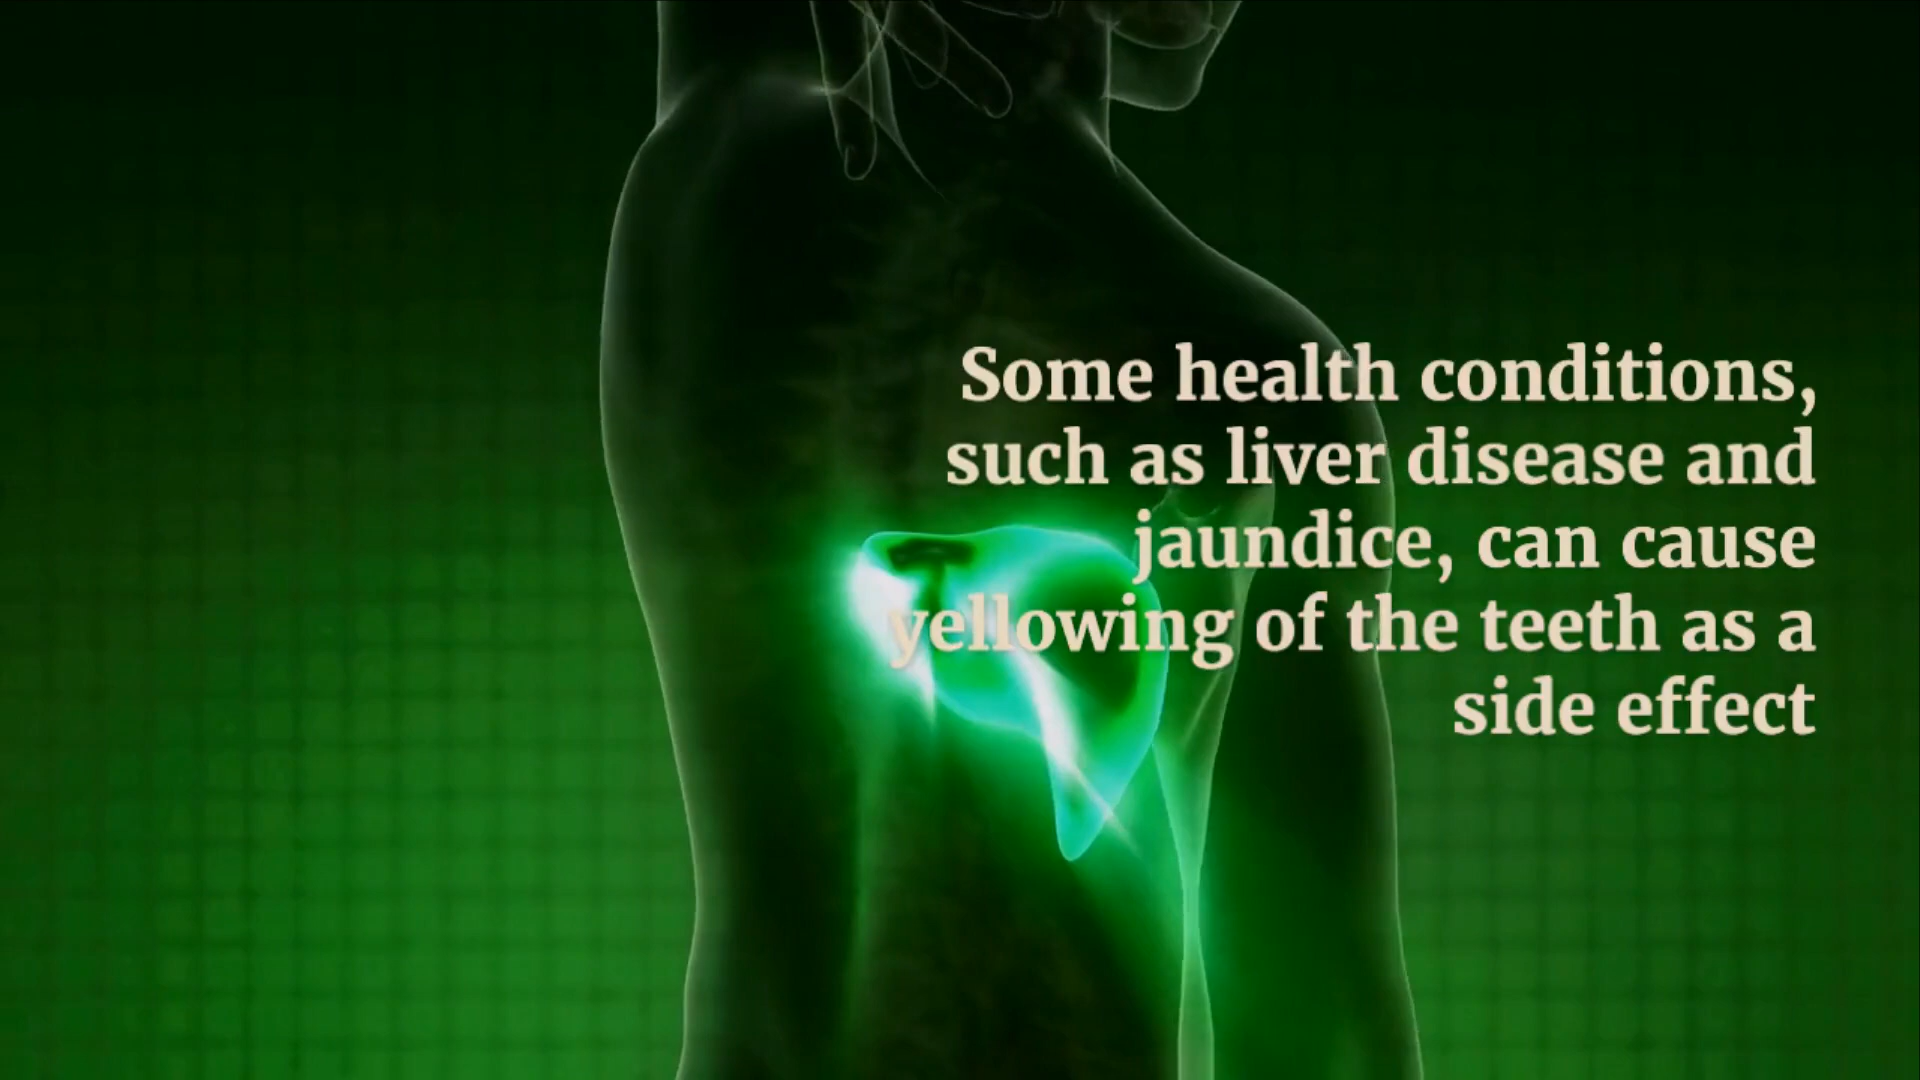 Some health conditions,
such as liver disease and
jaundice, can cause
yellowing of the teeth as a
side effect